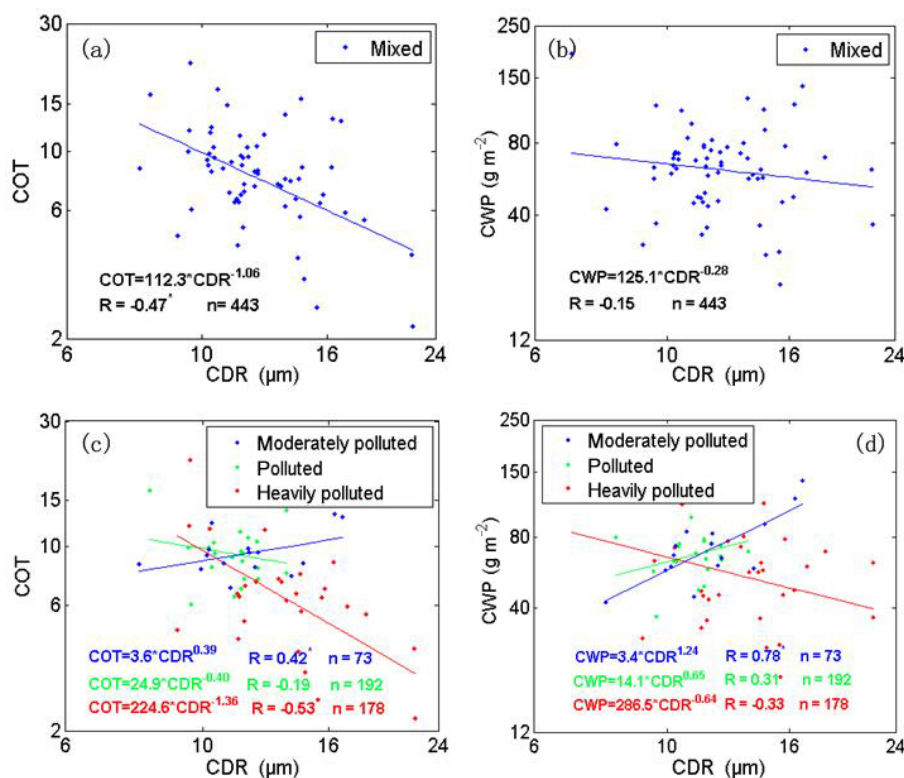 (a)
Mixed
30
15
10
6
2
COT
COT=112.3*CDR^-1.06
R = -0.47* n= 443
6 10 16 24
CDR (μm)
(b)
Mixed
250
150
80
40
12
CWP (g m^-2)
CWP=125.1*CDR^-0.28
R = -0.15 n= 443
6 10 16 24
CDR (μm)
(c)
Moderately polluted
Polluted
Heavily polluted
30
15
10
6
2
COT
COT=3.6*CDR^0.39 R = 0.42* n = 73
COT=24.9*CDR^-0.40 R = -0.19 n = 192
COT=224.6*CDR^-1.36 R = -0.53* n = 178
6 10 16 24
CDR (μm)
(d)
Moderately polluted
Polluted
Heavily polluted
250
150
80
40
12
CWP (g m^-2)
CWP=3.4*CDR^1.24 R = 0.78* n = 73
CWP=14.1*CDR^0.65 R = 0.31 n = 192
CWP=286.5*CDR^-0.64 R = -0.33 n = 178
6 10 16 24
CDR (μm)